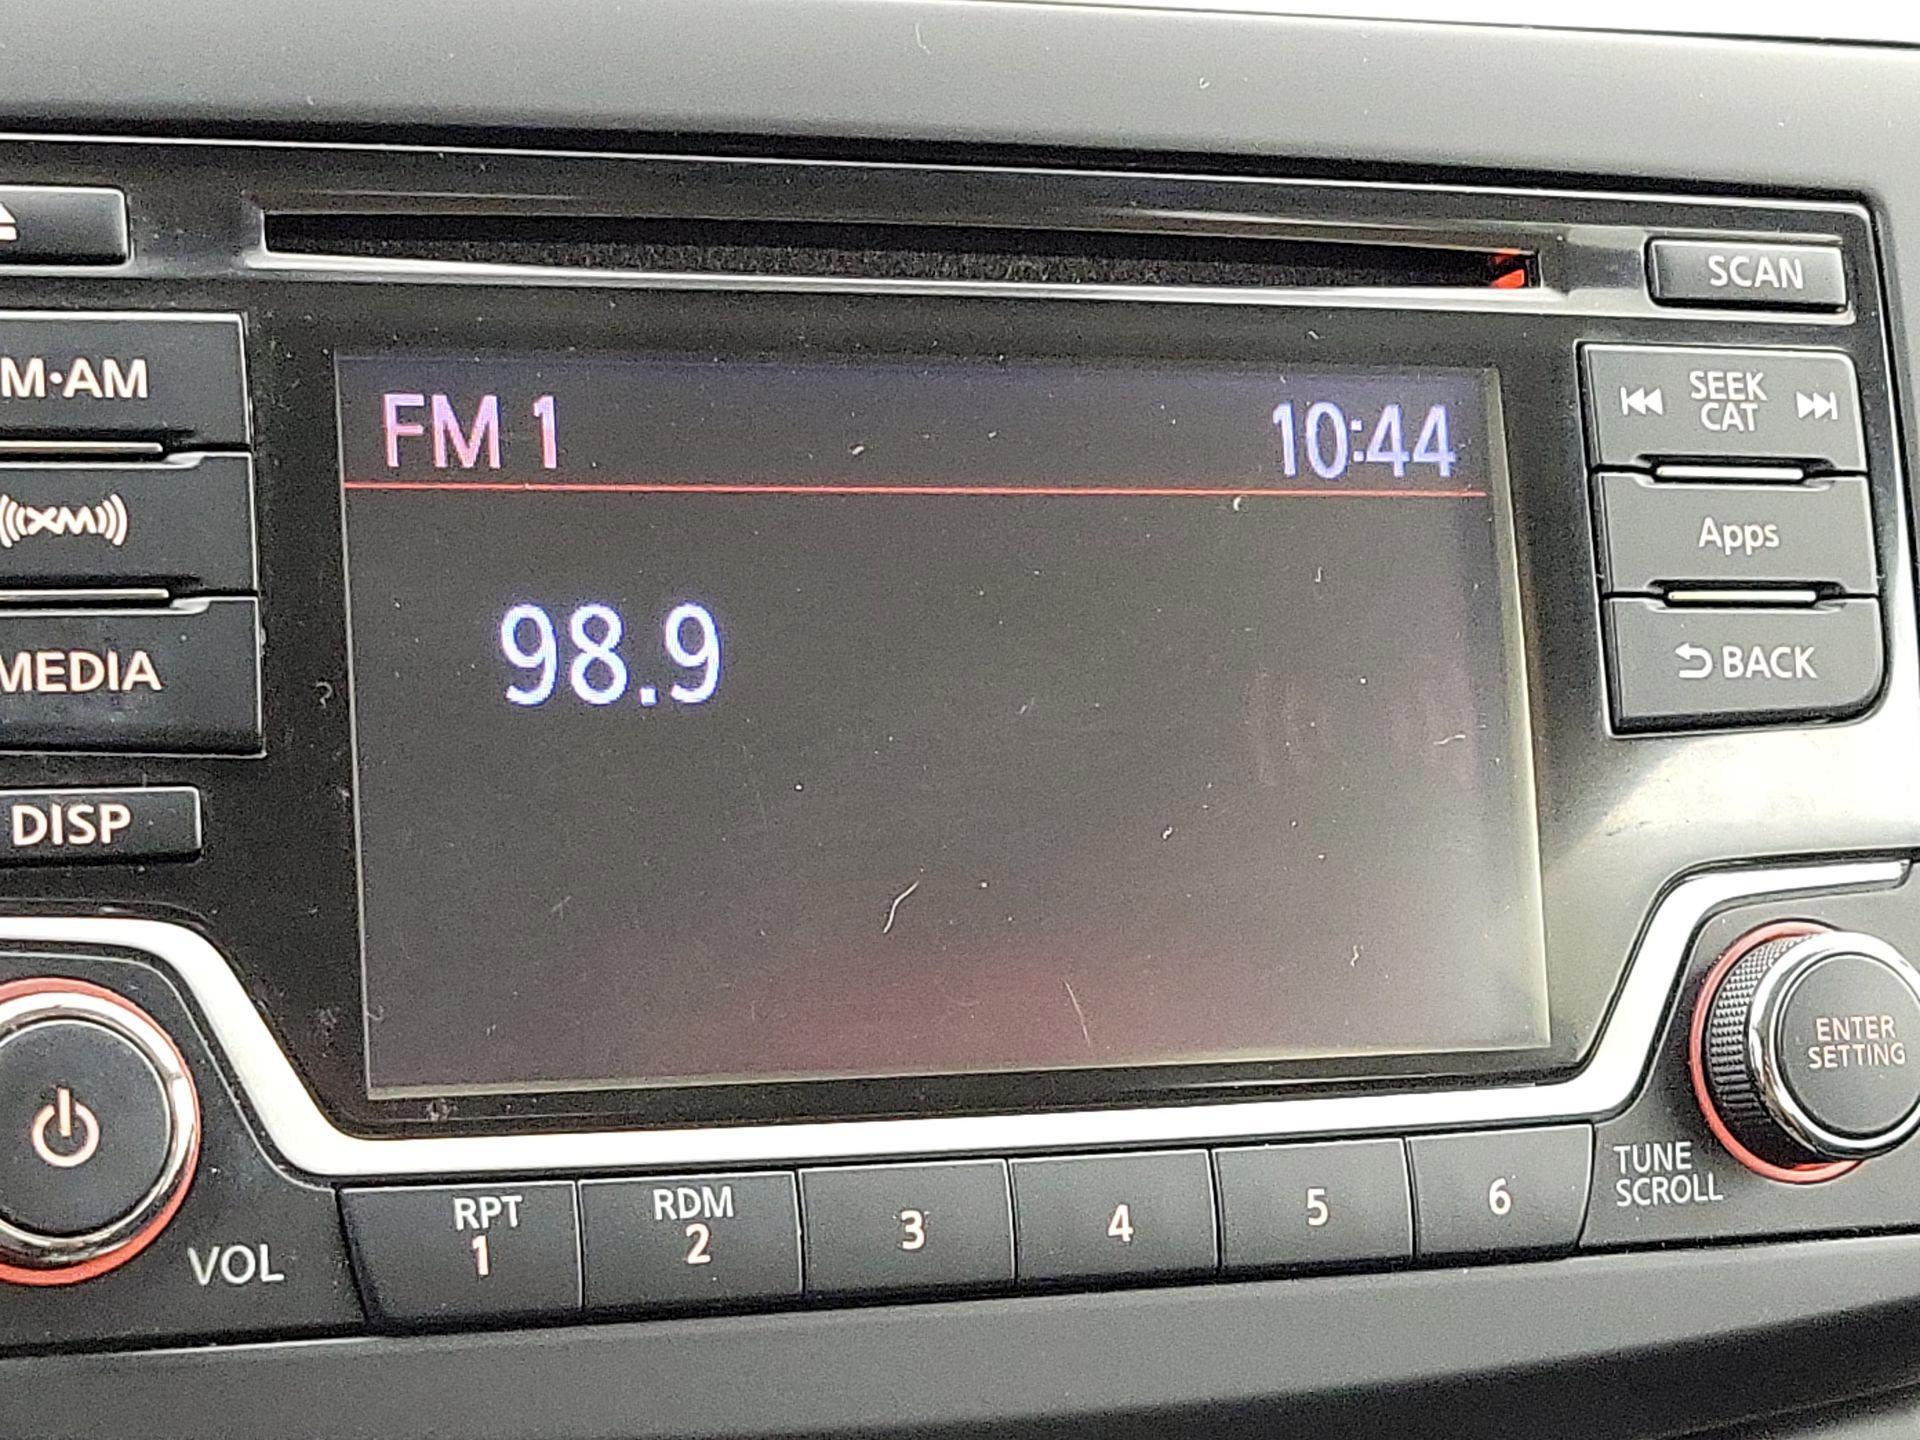 SCAN
M·AM
FM 1 10:44
SEEK
CAT
XM
Apps
98.9
MEDIA
BACK
DISP
ENTER
SETTING
TUNE
SCROLL
VOL
RPT
1
RDM
2
3
4
5
6